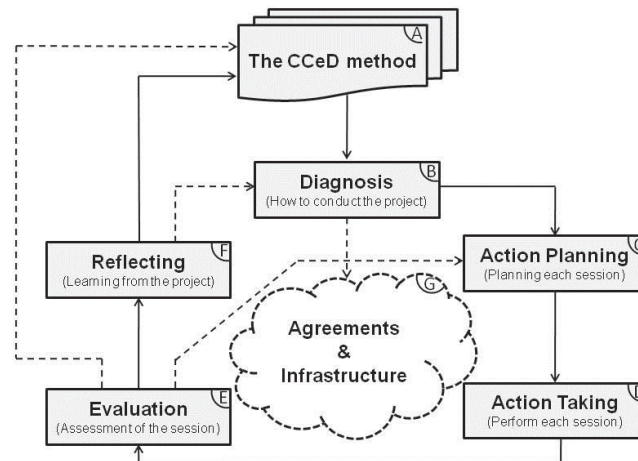 A
The CCeD method
B
Diagnosis
(How to conduct the project)
F
Reflecting
(Learning from the project)
C
Action Planning
(Planning each session)
G
Agreements
&
Infrastructure
E
Evaluation
(Assessment of the session)
D
Action Taking
(Perform each session)